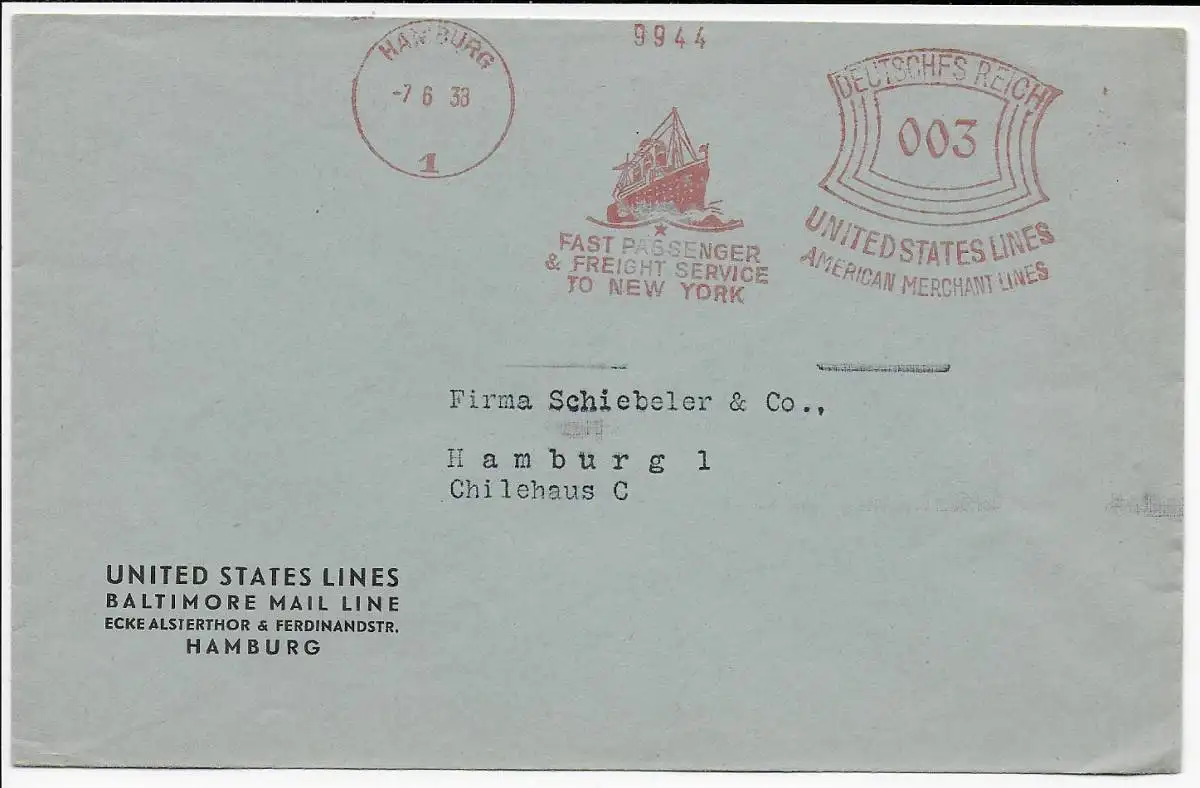 HAMBURG
-7 6 38
1
9944
DEUTSCHES REICH
003
UNITED STATES LINES
AMERICAN MERCHANT LINES
FAST PASSENGER
& FREIGHT SERVICE
TO NEW YORK
Firma Schiebeler & Co.,
Hamburg 1
Chilehaus C
UNITED STATES LINES
BALTIMORE MAIL LINE
ECKE ALSTERTHOR & FERDINANDSTR.
HAMBURG